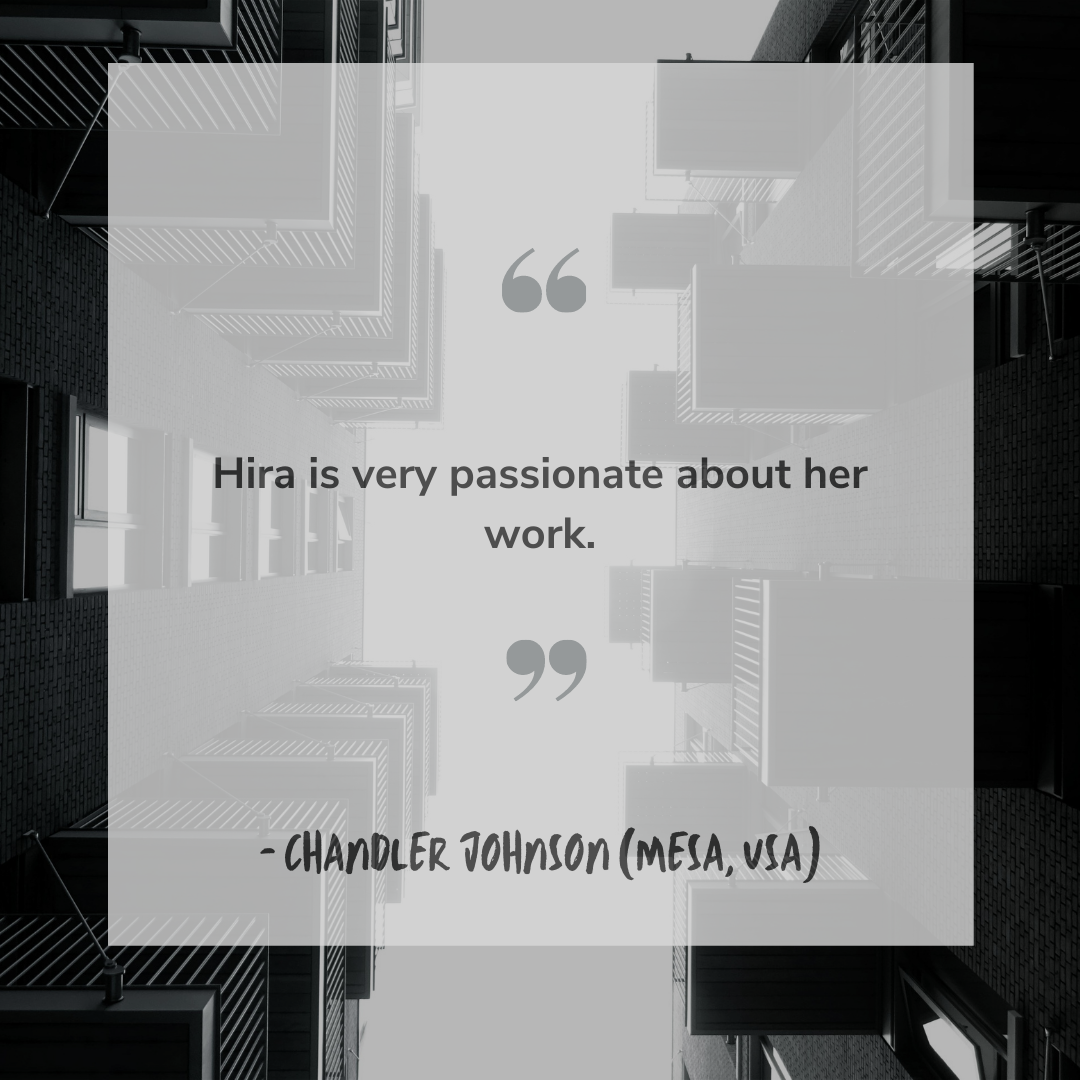 “
Hira is very passionate about her
work.
”
- CHANDLER JOHNSON (MESA, USA)